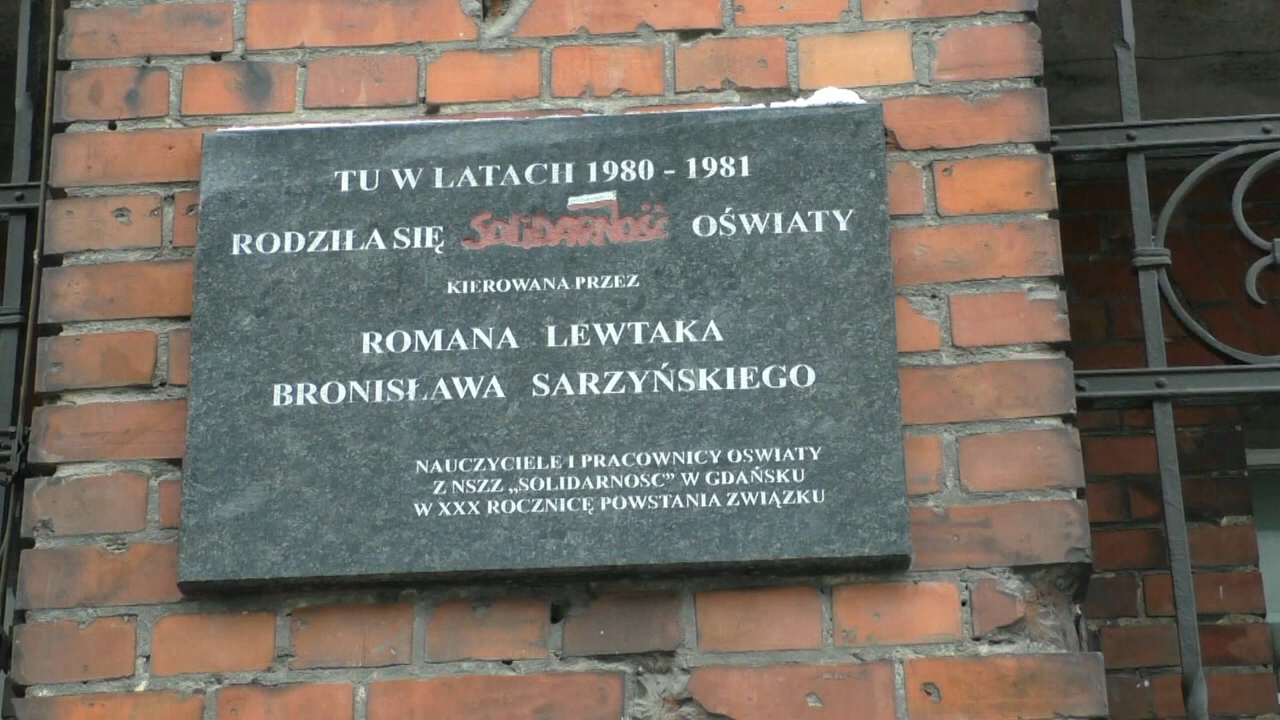 TU W LATACH 1980 - 1981
RODZIŁA SIĘ Solidarność OŚWIATY
KIEROWANA PRZEZ
ROMANA LEWTAKA
BRONISŁAWA SARZYŃSKIEGO
NAUCZYCIELE I PRACOWNICY OŚWIATY
Z NSZZ „SOLIDARNOŚC” W GDAŃSKU
W XXX ROCZNICĘ POWSTANIA ZWIĄZKU